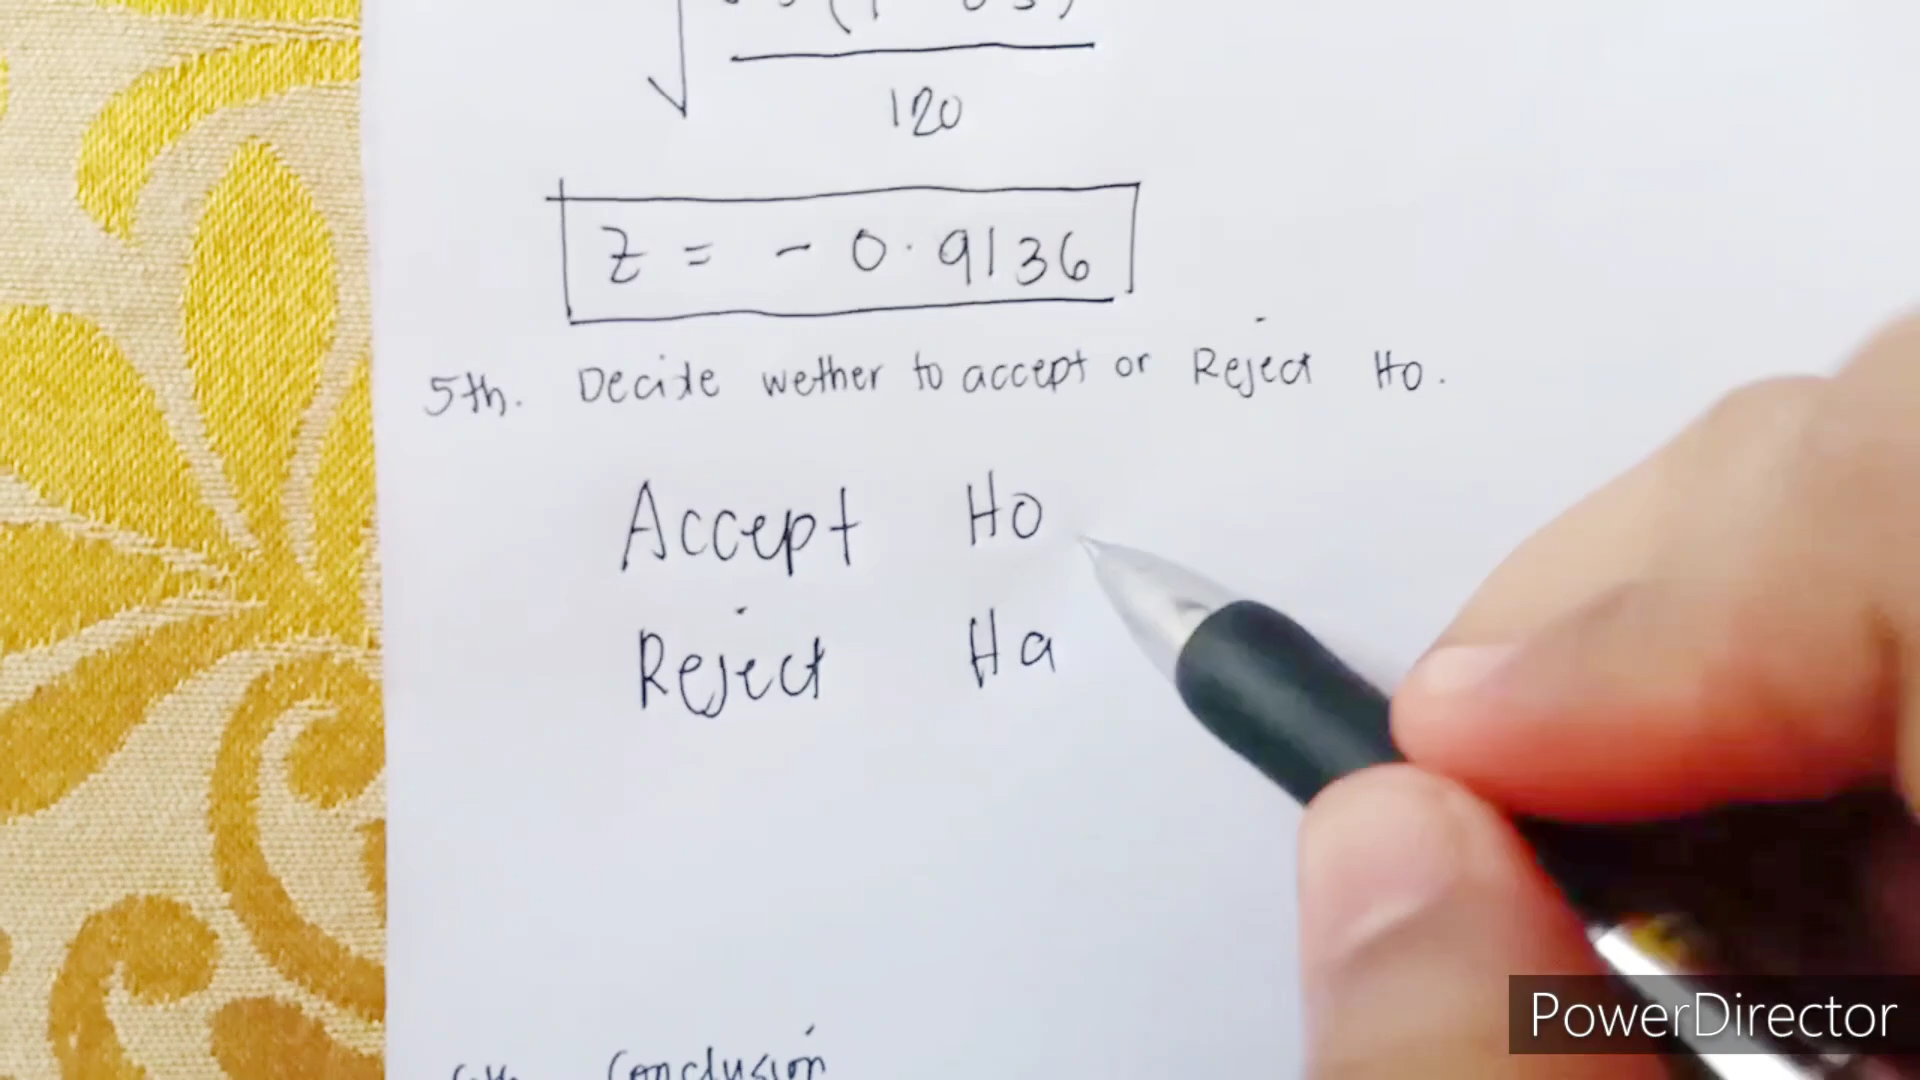 120
Z = - 0.9136
5th. Decide wether to accept or Reject Ho.
Accept Ho
Reject Ha
Conclusion
PowerDirector